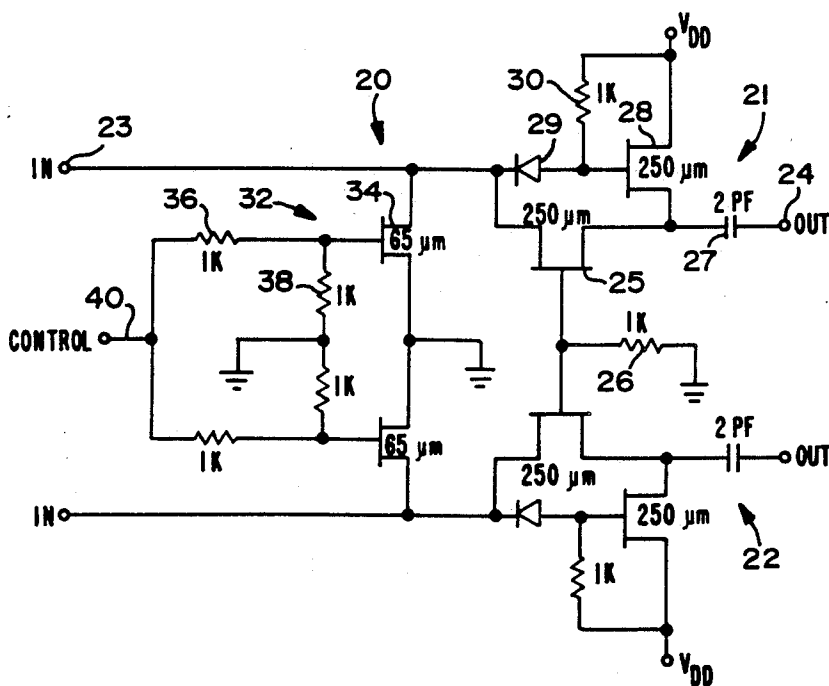 V_DD
20
30
1K
28
21
IN 23
29
250 μm
24
36
32
34
250 μm
2 PF
OUT
65 μm
27
1K
38
1K
25
40
1K
CONTROL
26
1K
2 PF
OUT
1K
65 μm
250 μm
IN
250 μm
22
1K
V_DD